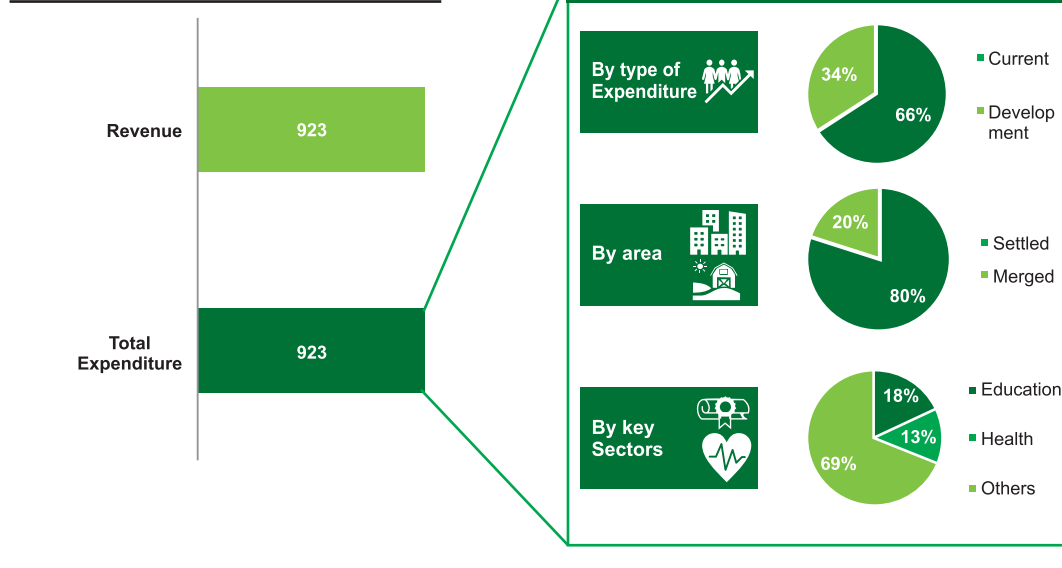 Revenue
923
Total
Expenditure
923
By type of
Expenditure
34%
66%
Current
Develop
ment
By area
20%
80%
Settled
Merged
By key
Sectors
18%
13%
69%
Education
Health
Others